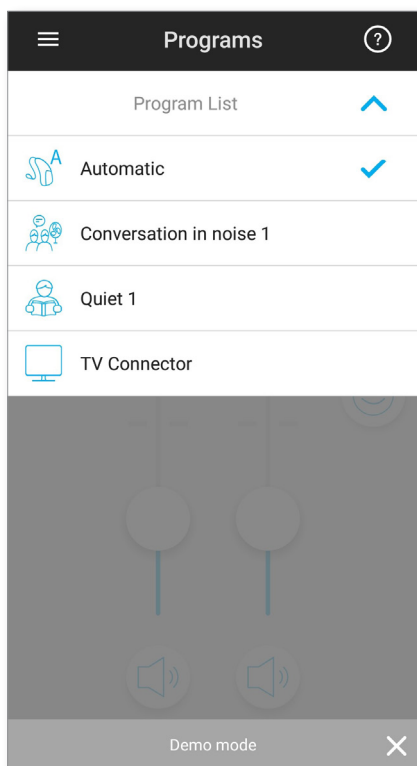 Programs
?
Program List
A
Automatic
Conversation in noise 1
Quiet 1
TV Connector
Demo mode